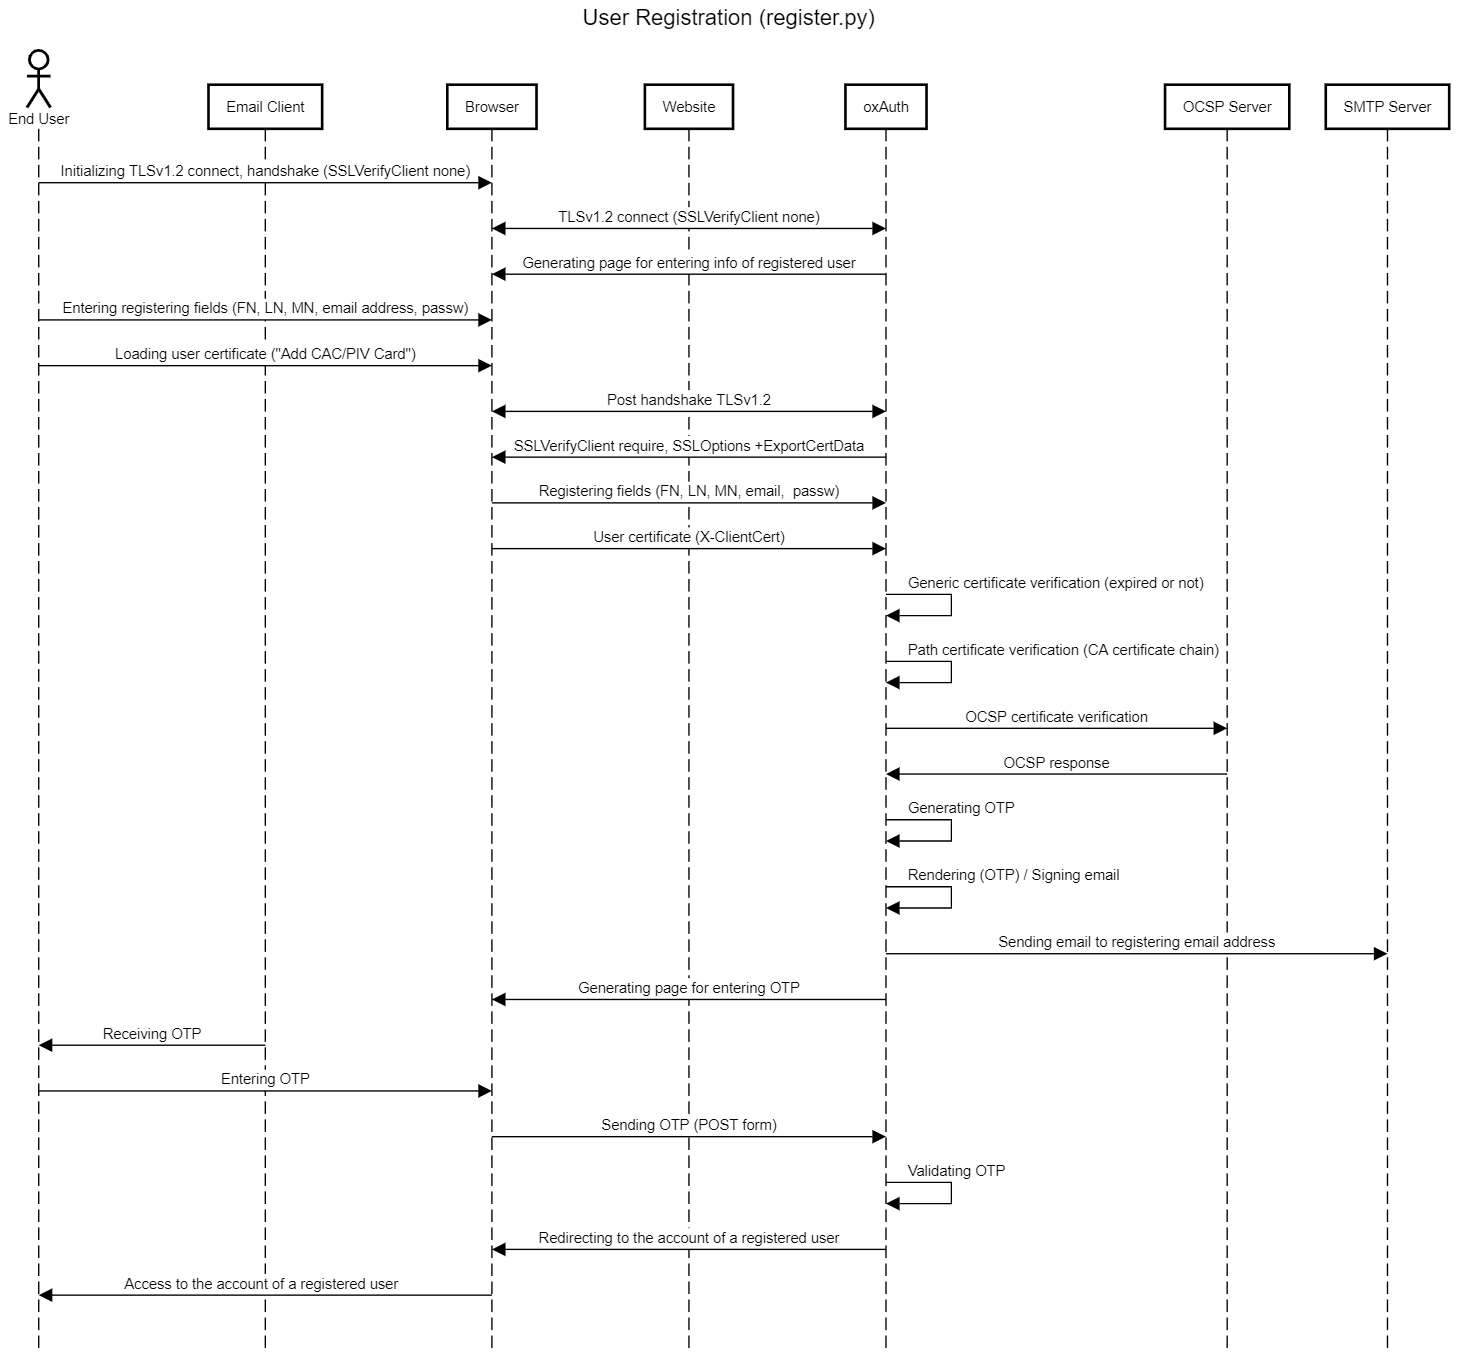 User Registration (register.py)
End User
Email Client
Browser
Website
oxAuth
OCSP Server
SMTP Server
Initializing TLSv1.2 connect, handshake (SSLVerifyClient none)
TLSv1.2 connect (SSLVerifyClient none)
Generating page for entering info of registered user
Entering registering fields (FN, LN, MN, email address, passw)
Loading user certificate ("Add CAC/PIV Card")
Post handshake TLSv1.2
SSLVerifyClient require, SSLOptions +ExportCertData
Registering fields (FN, LN, MN, email,  passw)
User certificate (X-ClientCert)
Generic certificate verification (expired or not)
Path certificate verification (CA certificate chain)
OCSP certificate verification
OCSP response
Generating OTP
Rendering (OTP) / Signing email
Sending email to registering email address
Generating page for entering OTP
Receiving OTP
Entering OTP
Sending OTP (POST form)
Validating OTP
Redirecting to the account of a registered user
Access to the account of a registered user